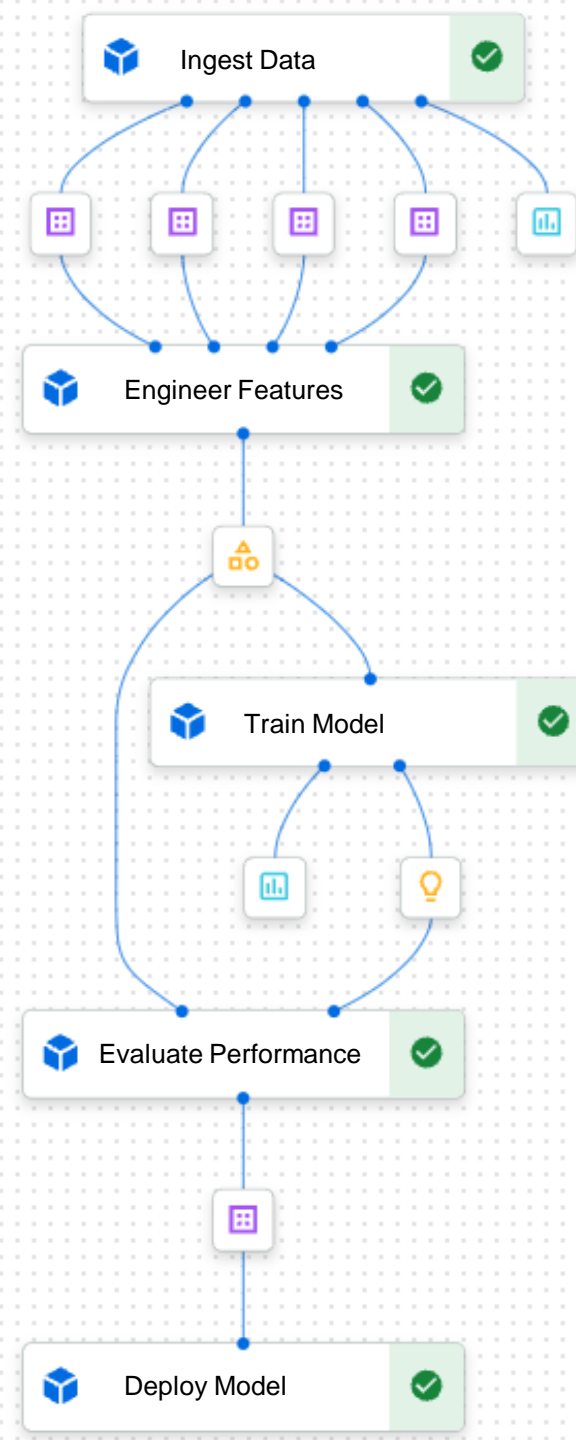 Ingest Data
Engineer Features
Train Model
Evaluate Performance
Deploy Model